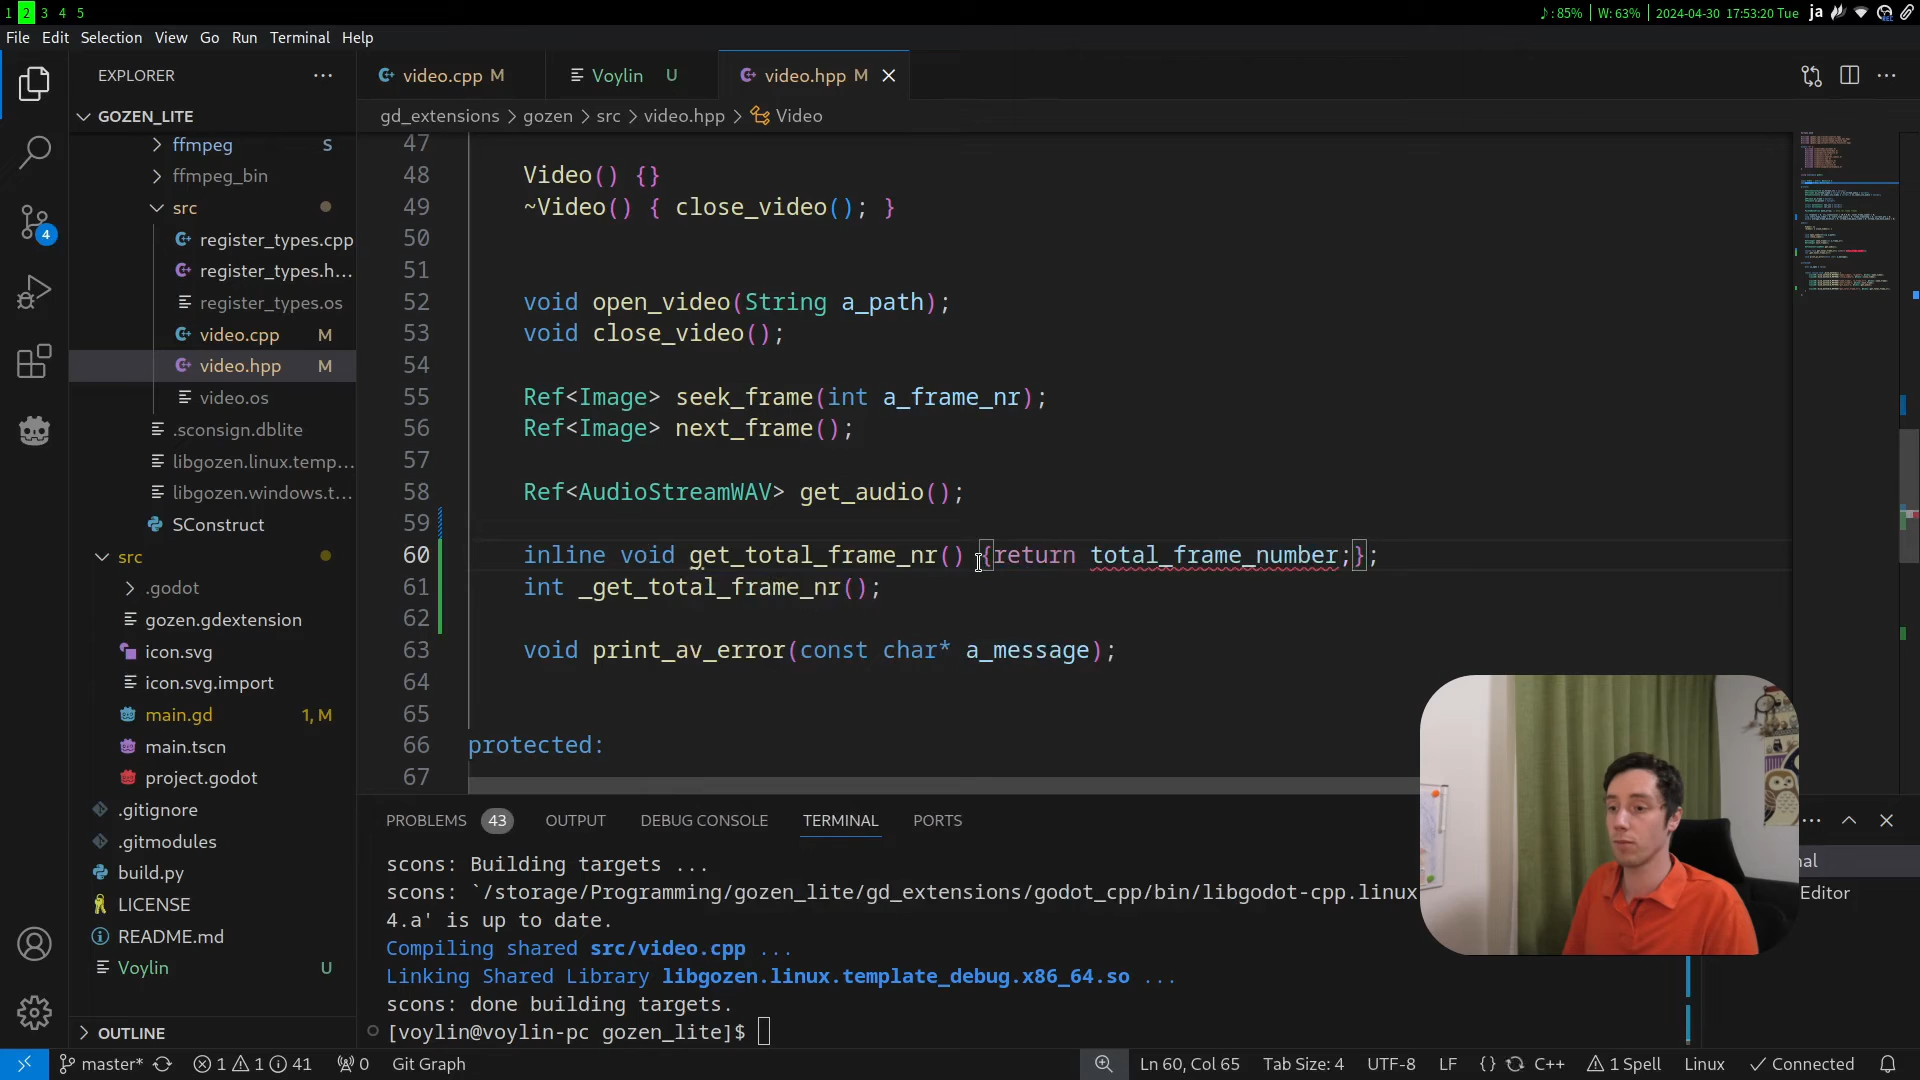 1 2 3 4 5
♪: 85% | W: 63% | 2024-04-30 17:53:20 Tue ja
File Edit Selection View Go Run Terminal Help
EXPLORER ...
GOZEN_LITE
ffmpeg S
ffmpeg_bin
src
register_types.cpp
register_types.h...
register_types.os
video.cpp M
video.hpp M
video.os
.sconsign.dblite
libgozen.linux.temp...
libgozen.windows.t...
SConstruct
src
.godot
gozen.gdextension
icon.svg
icon.svg.import
main.gd 1, M
main.tscn
project.godot
.gitignore
.gitmodules
build.py
LICENSE
README.md
Voylin U
OUTLINE
4
video.cpp M Voylin U video.hpp M
gd_extensions > gozen > src > video.hpp > Video
47
48 Video() {}
49 ~Video() { close_video(); }
50
51
52 void open_video(String a_path);
53 void close_video();
54
55 Ref<Image> seek_frame(int a_frame_nr);
56 Ref<Image> next_frame();
57
58 Ref<AudioStreamWAV> get_audio();
59
60 inline void get_total_frame_nr() {return total_frame_number;};
61 int _get_total_frame_nr();
62
63 void print_av_error(const char* a_message);
64
65
66 protected:
67
PROBLEMS 43 OUTPUT DEBUG CONSOLE TERMINAL PORTS
scons: Building targets ...
scons: `/storage/Programming/gozen_lite/gd_extensions/godot_cpp/bin/libgodot-cpp.linux
4.a' is up to date.
Compiling shared src/video.cpp ...
Linking Shared Library libgozen.linux.template_debug.x86_64.so ...
scons: done building targets.
[voylin@voylin-pc gozen_lite]$
nal
Editor
master* 1 1 41 0 Git Graph
Ln 60, Col 65 Tab Size: 4 UTF-8 LF {} C++ 1 Spell Linux Connected